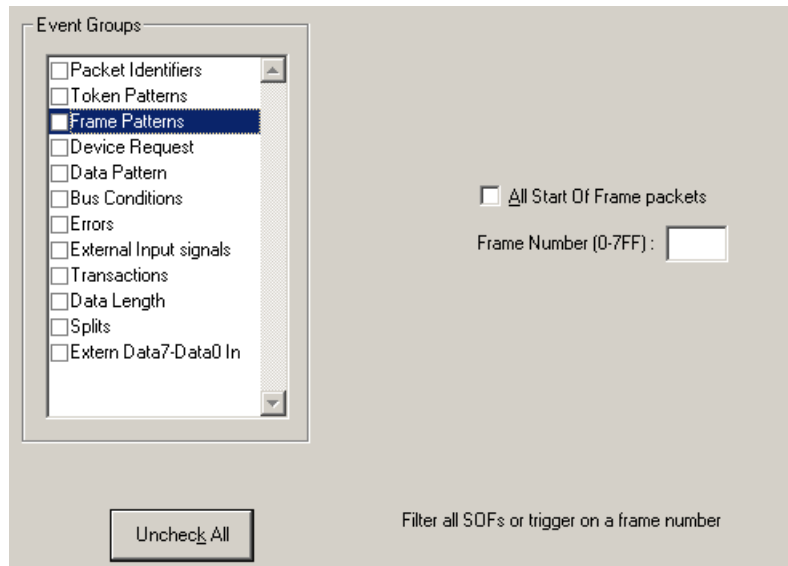 Event Groups
Packet Identifiers
Token Patterns
Frame Patterns
Device Request
Data Pattern
Bus Conditions
Errors
External Input signals
Transactions
Data Length
Splits
Extern Data7-Data0 In
All Start Of Frame packets
Frame Number (0-7FF) :
Uncheck All
Filter all SOFs or trigger on a frame number